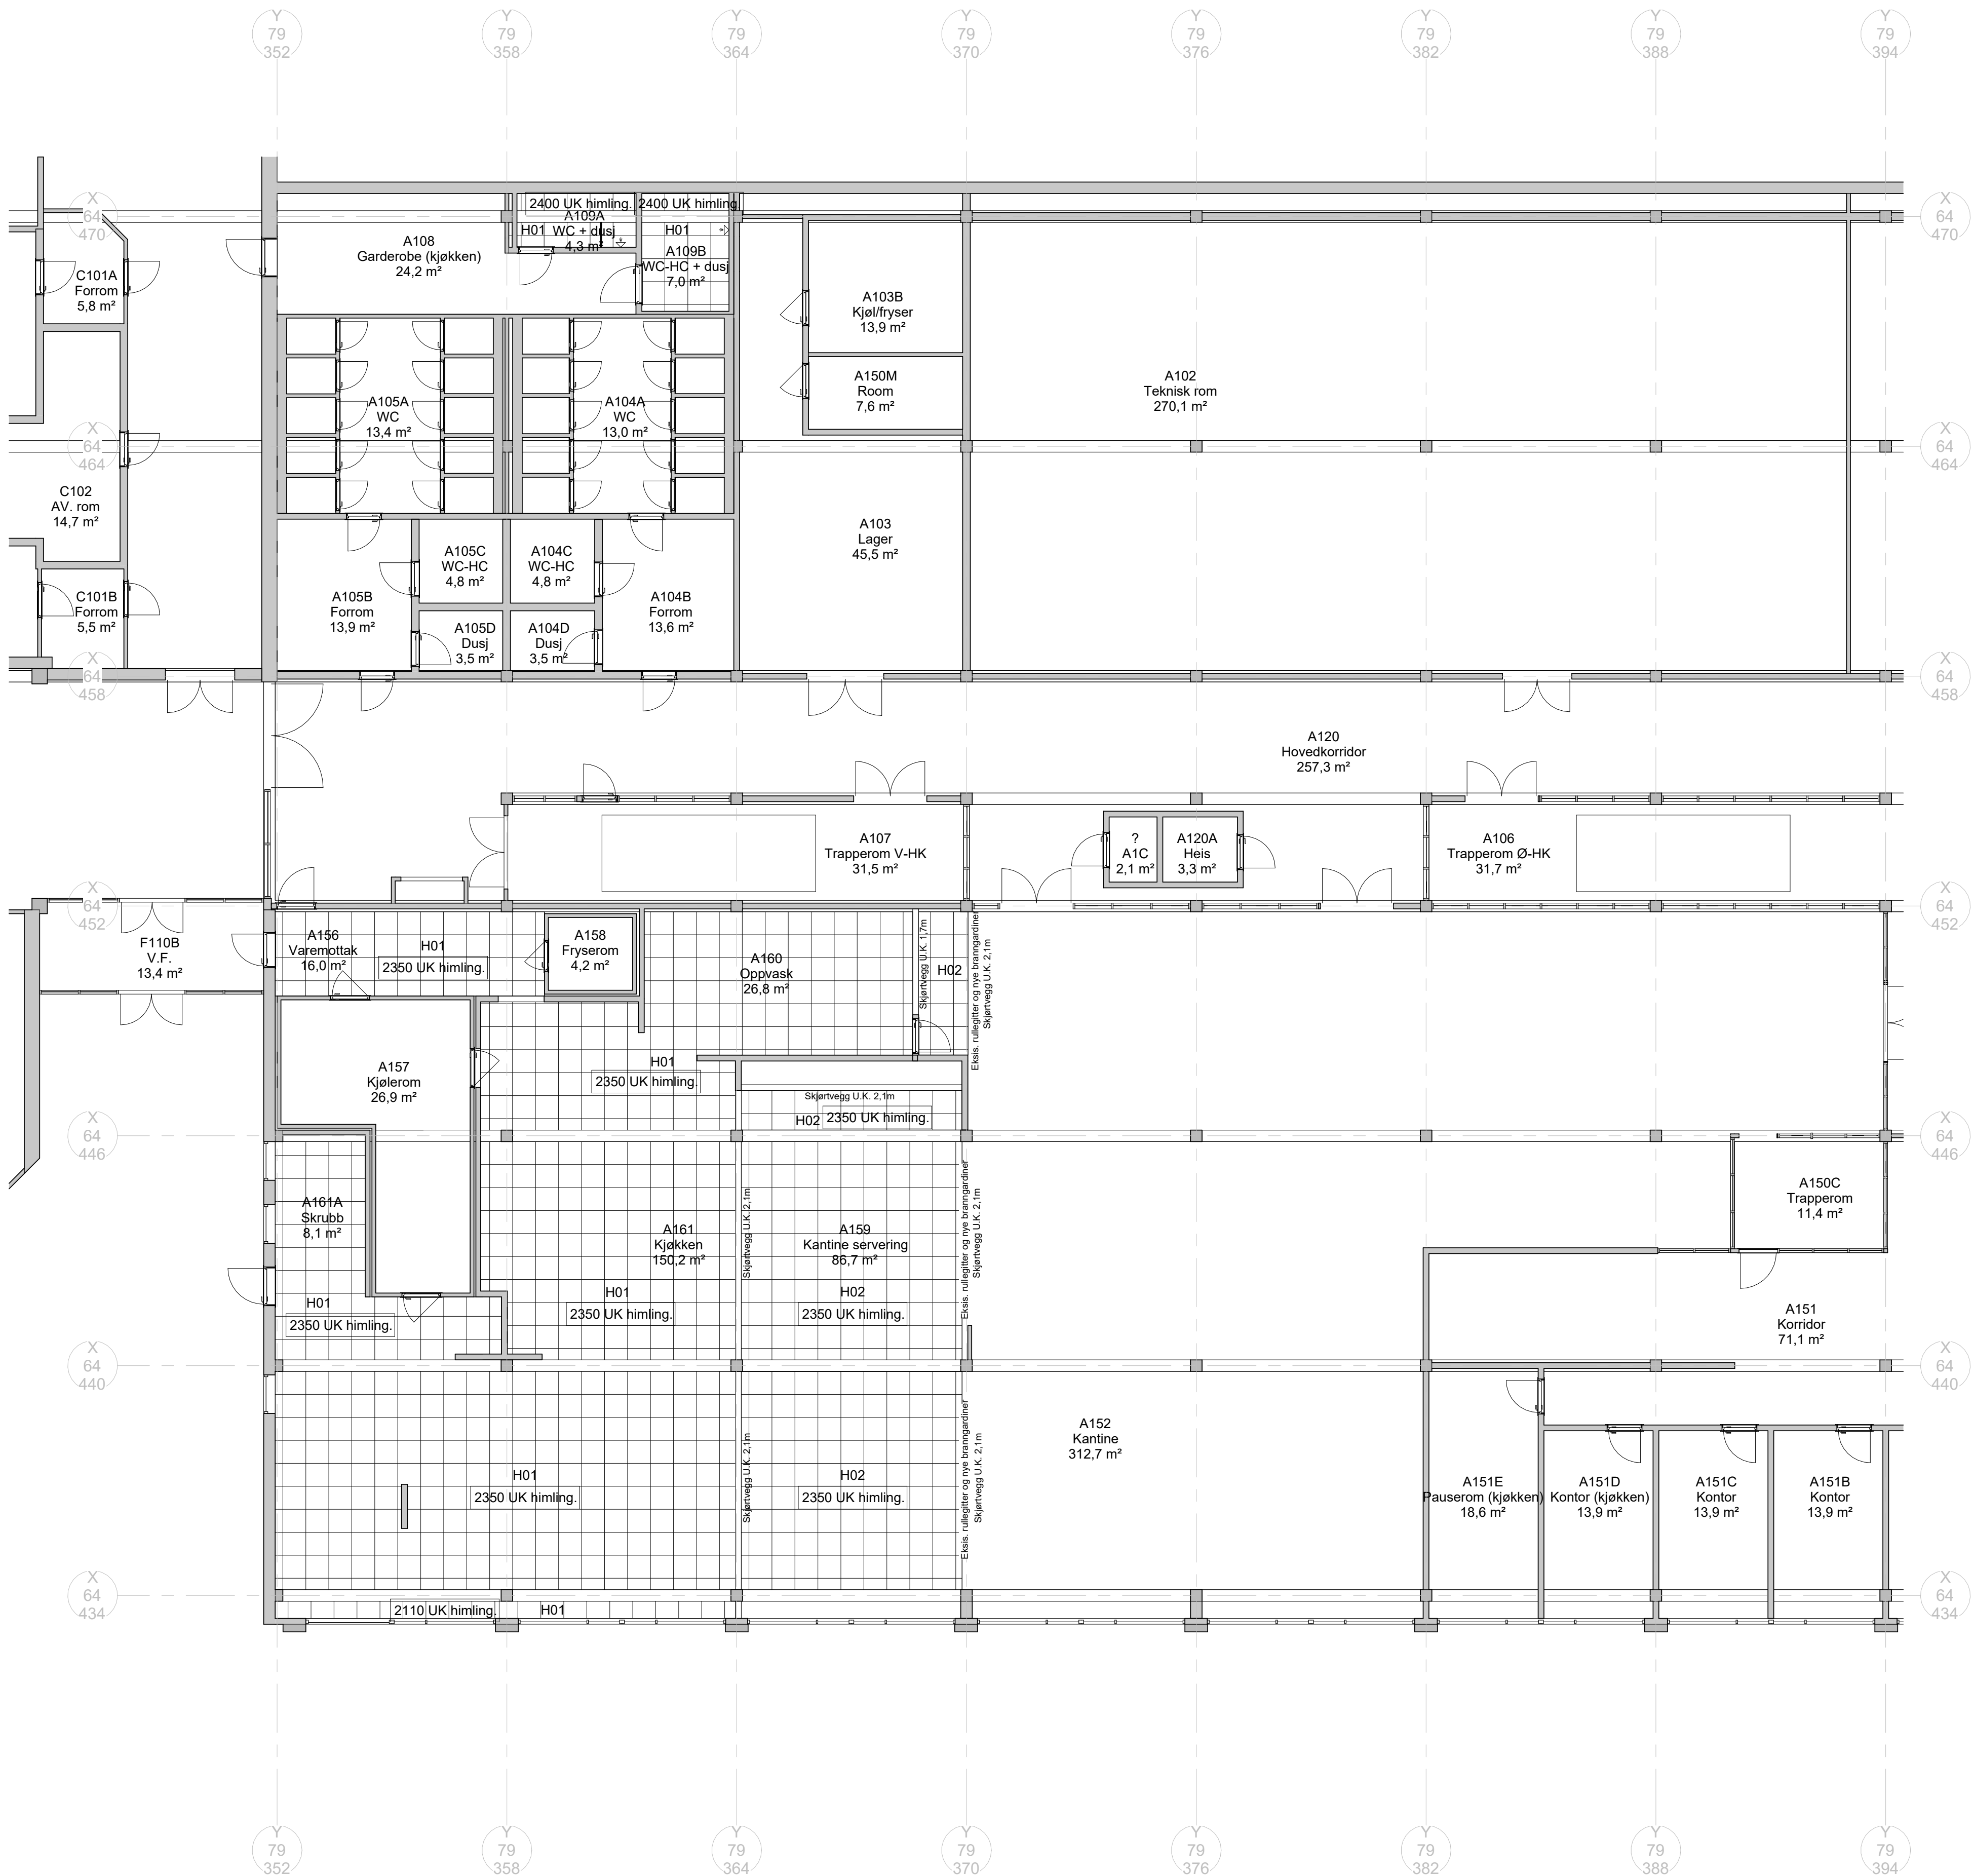 Y
79
352
Y
79
358
Y
79
364
Y
79
370
Y
79
376
Y
79
382
Y
79
388
Y
79
394
X
64
470
X
64
470
2400 UK himling.
2400 UK himling.
A109A
H01
WC + dusj
4,3 m²
H01
A109B
WC-HC + dusj
7,0 m²
A108
Garderobe (kjøkken)
24,2 m²
C101A
Forrom
5,8 m²
A103B
Kjøl/fryser
13,9 m²
A150M
Room
7,6 m²
A102
Teknisk rom
270,1 m²
A105A
WC
13,4 m²
A104A
WC
13,0 m²
X
64
464
X
64
464
C102
AV. rom
14,7 m²
A103
Lager
45,5 m²
A105C
WC-HC
4,8 m²
A104C
WC-HC
4,8 m²
C101B
Forrom
5,5 m²
A105B
Forrom
13,9 m²
A104B
Forrom
13,6 m²
A105D
Dusj
3,5 m²
A104D
Dusj
3,5 m²
X
64
458
X
64
458
A120
Hovedkorridor
257,3 m²
A107
Trapperom V-HK
31,5 m²
?
A1C
2,1 m²
A120A
Heis
3,3 m²
A106
Trapperom Ø-HK
31,7 m²
X
64
452
X
64
452
F110B
V.F.
13,4 m²
A156
Varemottak
16,0 m²
H01
2350 UK himling.
A158
Fryserom
4,2 m²
A160
Oppvask
26,8 m²
Skjørtvegg U.K. 1,7m
H02
Eksis. rullegitter og nye branngardiner
Skjørtvegg U.K. 2,1m
A157
Kjølerom
26,9 m²
H01
2350 UK himling.
Skjørtvegg U.K. 2,1m
H02
2350 UK himling.
X
64
446
X
64
446
A161A
Skrubb
8,1 m²
A161
Kjøkken
150,2 m²
Skjørtvegg U.K. 2,1m
A159
Kantine servering
86,7 m²
Eksis. rullegitter og nye branngardiner
Skjørtvegg U.K. 2,1m
A150C
Trapperom
11,4 m²
H01
2350 UK himling.
H01
2350 UK himling.
H02
2350 UK himling.
A151
Korridor
71,1 m²
X
64
440
X
64
440
A152
Kantine
312,7 m²
H01
2350 UK himling.
Skjørtvegg U.K. 2,1m
H02
2350 UK himling.
Eksis. rullegitter og nye branngardiner
Skjørtvegg U.K. 2,1m
A151E
Pauserom (kjøkken)
18,6 m²
A151D
Kontor (kjøkken)
13,9 m²
A151C
Kontor
13,9 m²
A151B
Kontor
13,9 m²
X
64
434
X
64
434
2110 UK himling.
H01
Y
79
352
Y
79
358
Y
79
364
Y
79
370
Y
79
376
Y
79
382
Y
79
388
Y
79
394